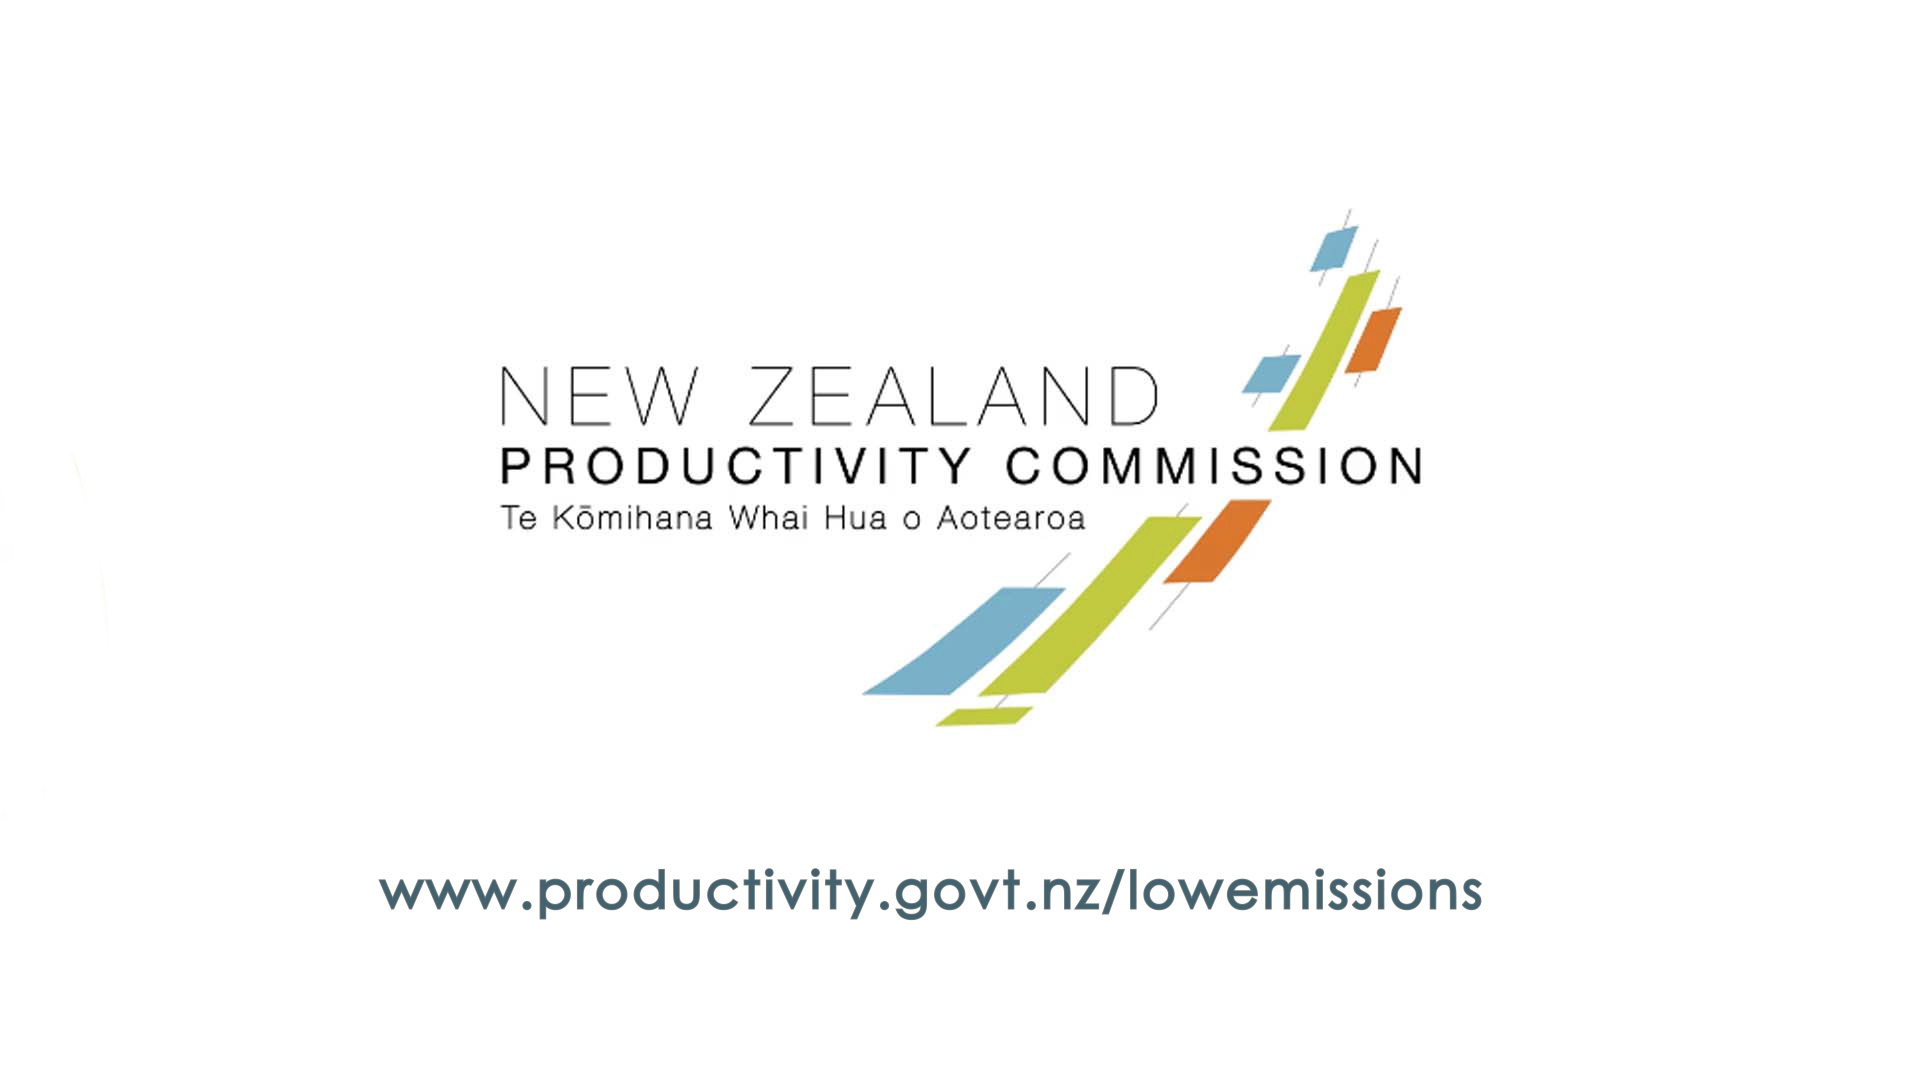 NEW ZEALAND
PRODUCTIVITY COMMISSION
Te Kōmihana Whai Hua o Aotearoa
www.productivity.govt.nz/lowemissions